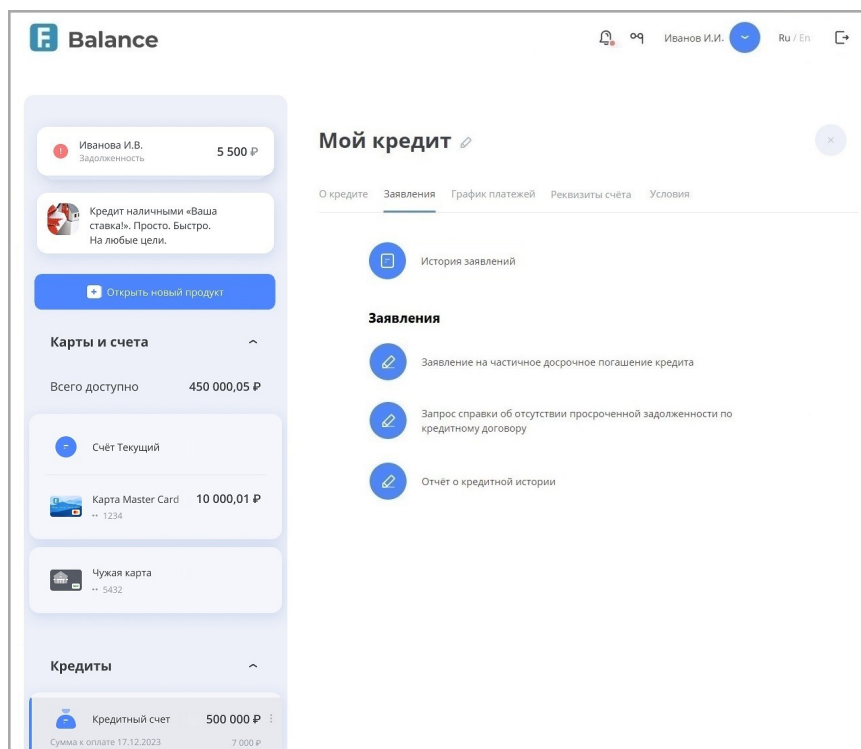 F. Balance
Иванов И.И.
Ru / En
Иванова И.В.
Задолженность
5 500 ₽
Кредит наличными «Ваша
ставка!». Просто. Быстро.
На любые цели.
Открыть новый продукт
Карты и счета
Всего доступно 450 000,05 ₽
Счёт Текущий
Карта Master Card 10 000,01 ₽
•• 1234
Чужая карта
•• 5432
Кредиты
Кредитный счет 500 000 ₽
Сумма к оплате 17.12.2023 7 000 ₽
Мой кредит
О кредите Заявления График платежей Реквизиты счёта Условия
История заявлений
Заявления
Заявление на частичное досрочное погашение кредита
Запрос справки об отсутствии просроченной задолженности по
кредитному договору
Отчёт о кредитной истории